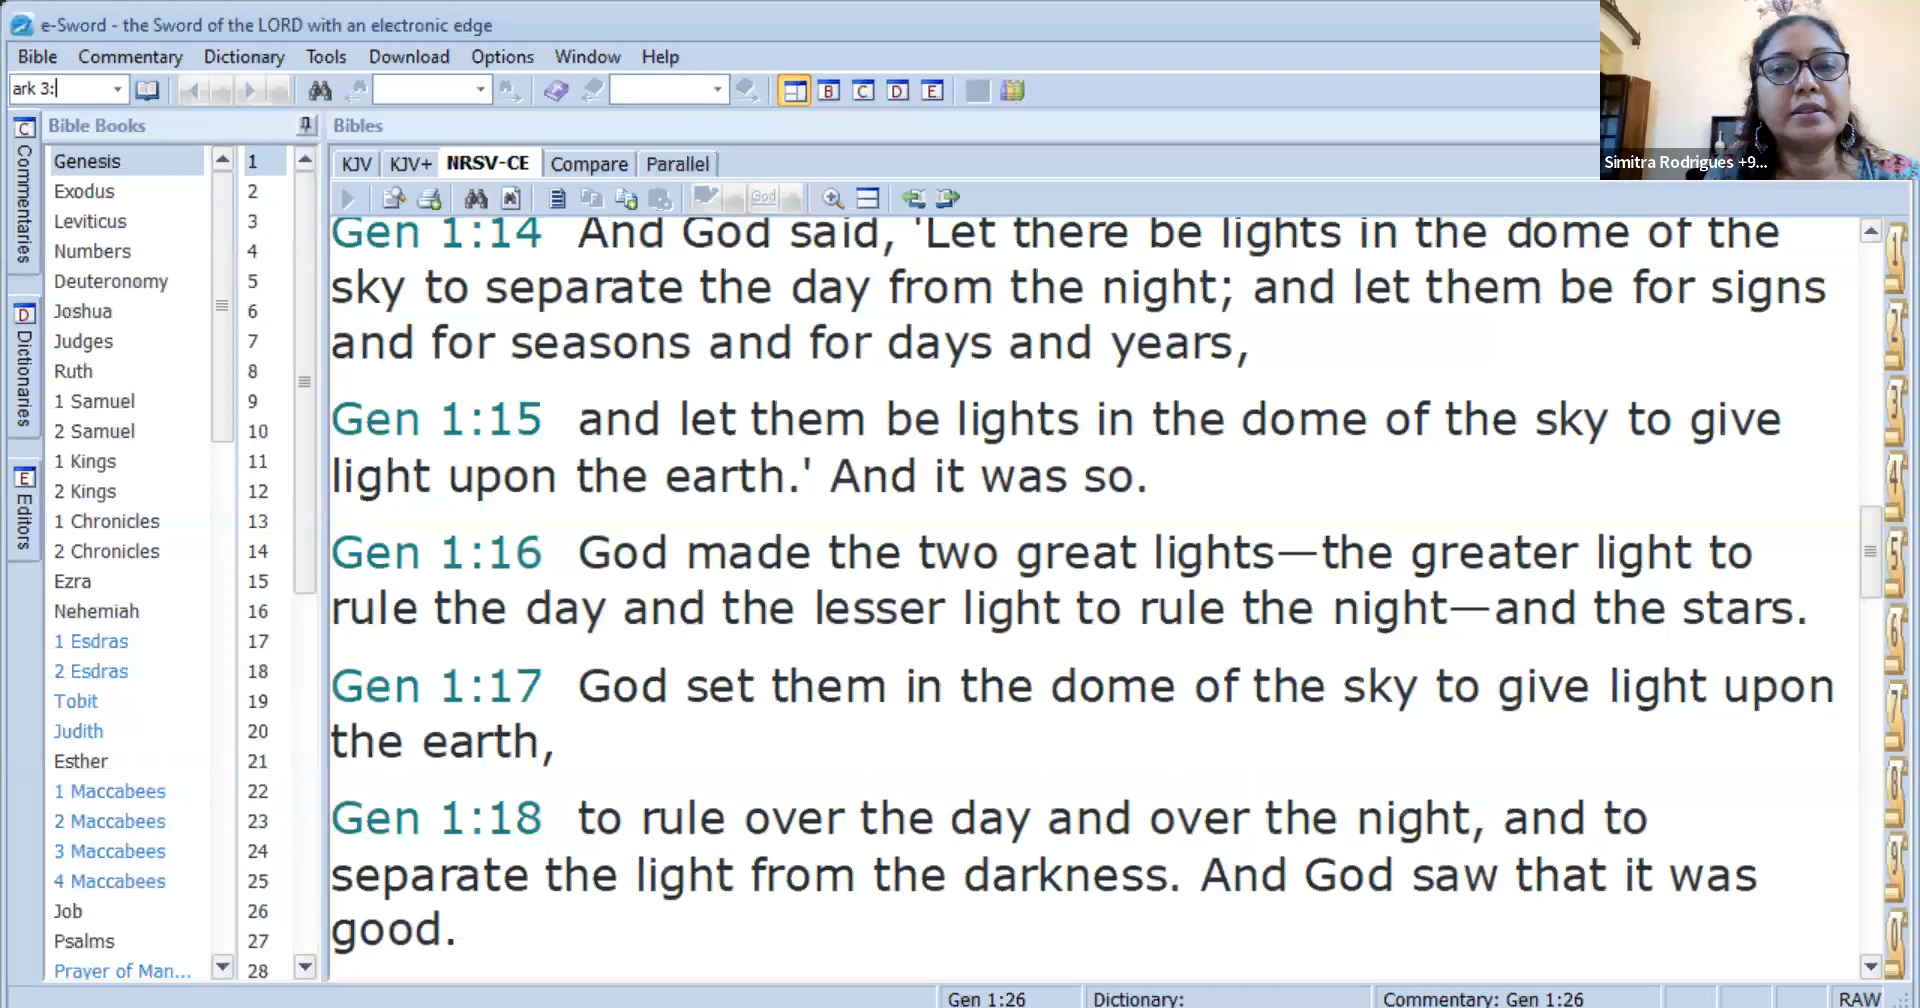 e-Sword - the Sword of the LORD with an electronic edge
Bible Commentary Dictionary Tools Download Options Window Help
ark 3:
B C D E
Simitra Rodrigues +9...
C Commentaries
D Dictionaries
E Editors
Bible Books
Genesis 1
Exodus 2
Leviticus 3
Numbers 4
Deuteronomy 5
Joshua 6
Judges 7
Ruth 8
1 Samuel 9
2 Samuel 10
1 Kings 11
2 Kings 12
1 Chronicles 13
2 Chronicles 14
Ezra 15
Nehemiah 16
1 Esdras 17
2 Esdras 18
Tobit 19
Judith 20
Esther 21
1 Maccabees 22
2 Maccabees 23
3 Maccabees 24
4 Maccabees 25
Job 26
Psalms 27
Prayer of Man... 28
Bibles
KJV KJV+ NRSV-CE Compare Parallel
God
Gen 1:14 And God said, 'Let there be lights in the dome of the
sky to separate the day from the night; and let them be for signs
and for seasons and for days and years,
Gen 1:15 and let them be lights in the dome of the sky to give
light upon the earth.' And it was so.
Gen 1:16 God made the two great lights—the greater light to
rule the day and the lesser light to rule the night—and the stars.
Gen 1:17 God set them in the dome of the sky to give light upon
the earth,
Gen 1:18 to rule over the day and over the night, and to
separate the light from the darkness. And God saw that it was
good.
1
2
3
4
5
6
7
8
9
0
Gen 1:26 Dictionary: Commentary: Gen 1:26 RAW